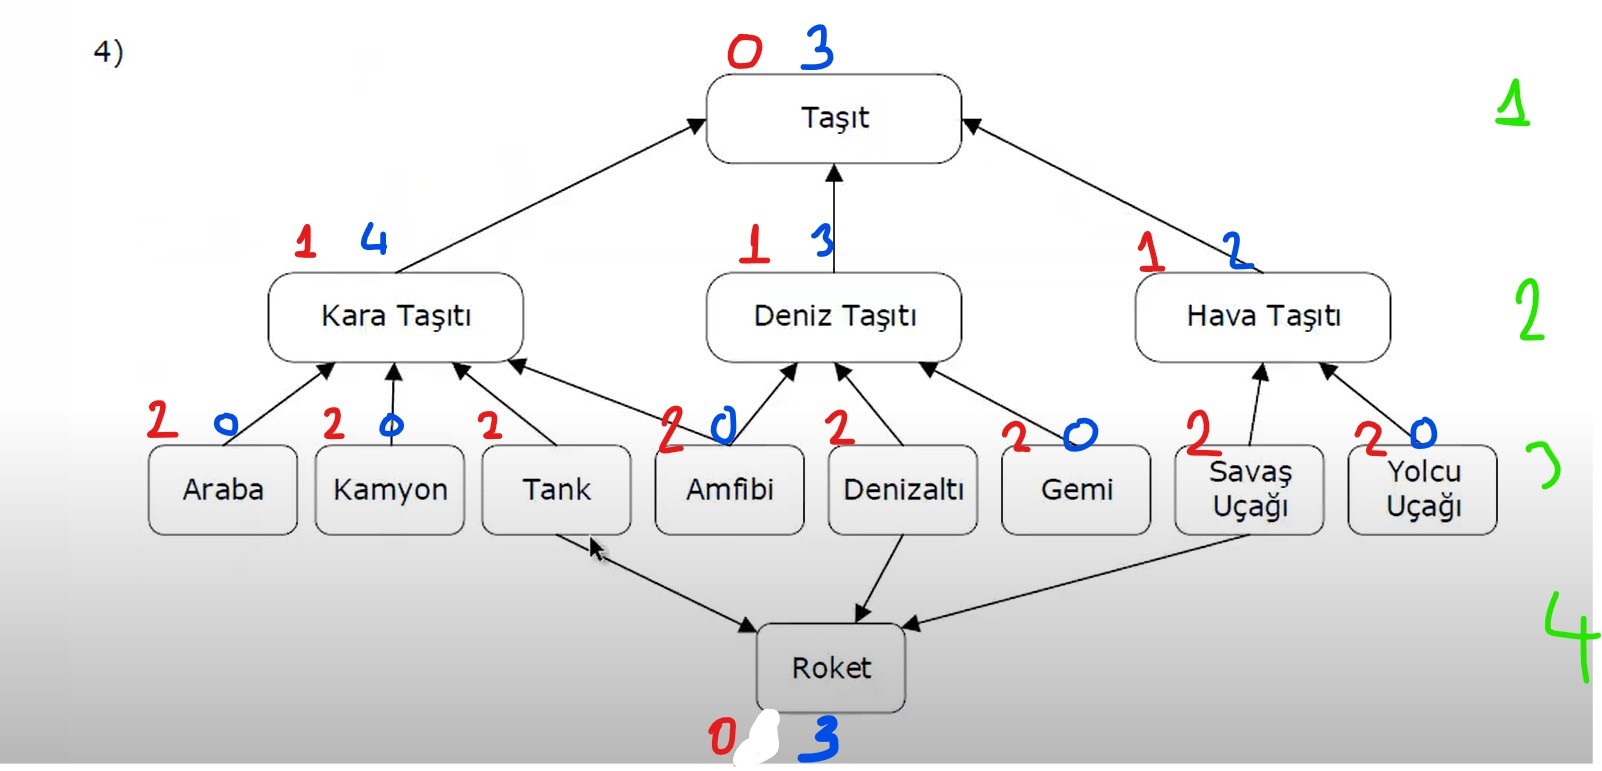 0 3
4)
Taşıt
1
1 4 1 3 1 2
Kara Taşıtı Deniz Taşıtı Hava Taşıtı
2
2 0 2 0 2 2 0 2 2 0 2 2 0
Araba Kamyon Tank Amfibi Denizaltı Gemi Savaş Uçağı Yolcu Uçağı
3
4
Roket
0 3